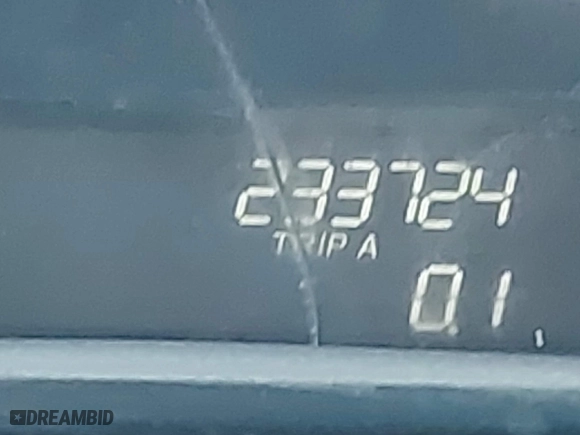 233724
TRIP A
0.1
DREAMBID